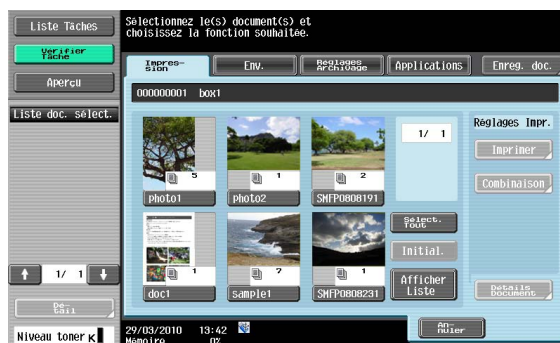 Liste Tâches
Vérifier
Tâche
Aperçu
Liste doc. sélect.
1/ 1
Dé-
tail
Niveau toner K
Sélectionnez le(s) document(s) et
choisissez la fonction souhaitée.
Impres-
sion
Env.
Réglages
Archivage
Applications
Enreg. doc.
000000001 box1
5
photo1
1
photo2
2
SMFP0808191
1/ 1
1
doc1
7
sample1
1
SMFP0808231
Sélect.
Tout
Initial.
Afficher
Liste
Réglages Impr.
Imprimer
Combinaison
Détails
Document
An-
nuler
29/03/2010 13:42
Mémoire 0%